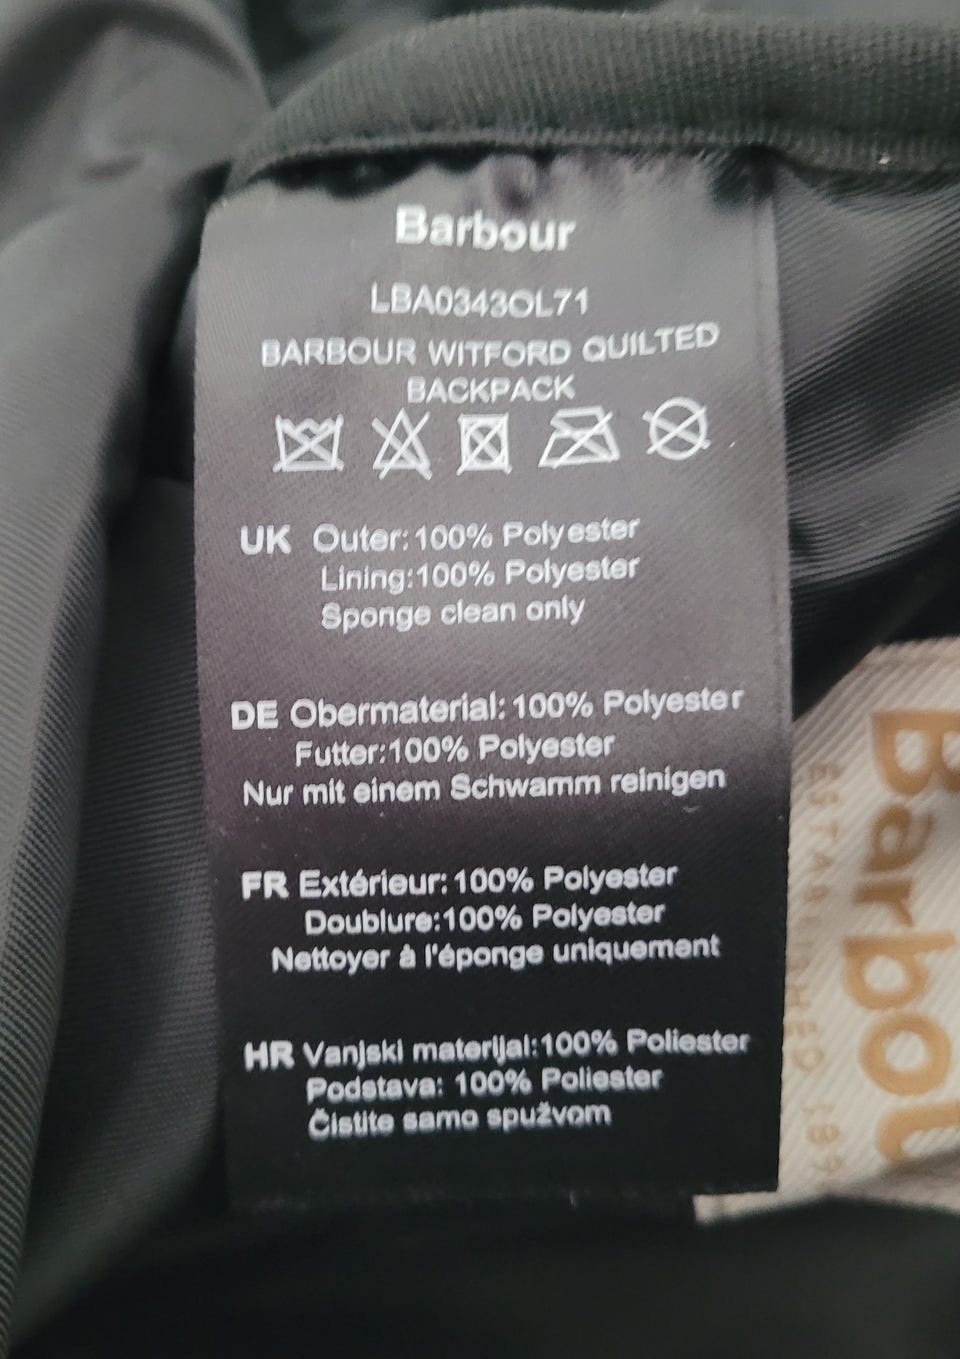 Barbour
LBA0343OL71
BARBOUR WITFORD QUILTED
BACKPACK
UK Outer:100% Polyester
Lining:100% Polyester
Sponge clean only
DE Obermaterial:100% Polyester
Futter:100% Polyester
Nur mit einem Schwamm reinigen
FR Extérieur:100% Polyester
Doublure:100% Polyester
Nettoyer à l'éponge uniquement
HR Vanjski materijal:100% Poliester
Podstava: 100% Poliester
Čistite samo spužvom
Barbou